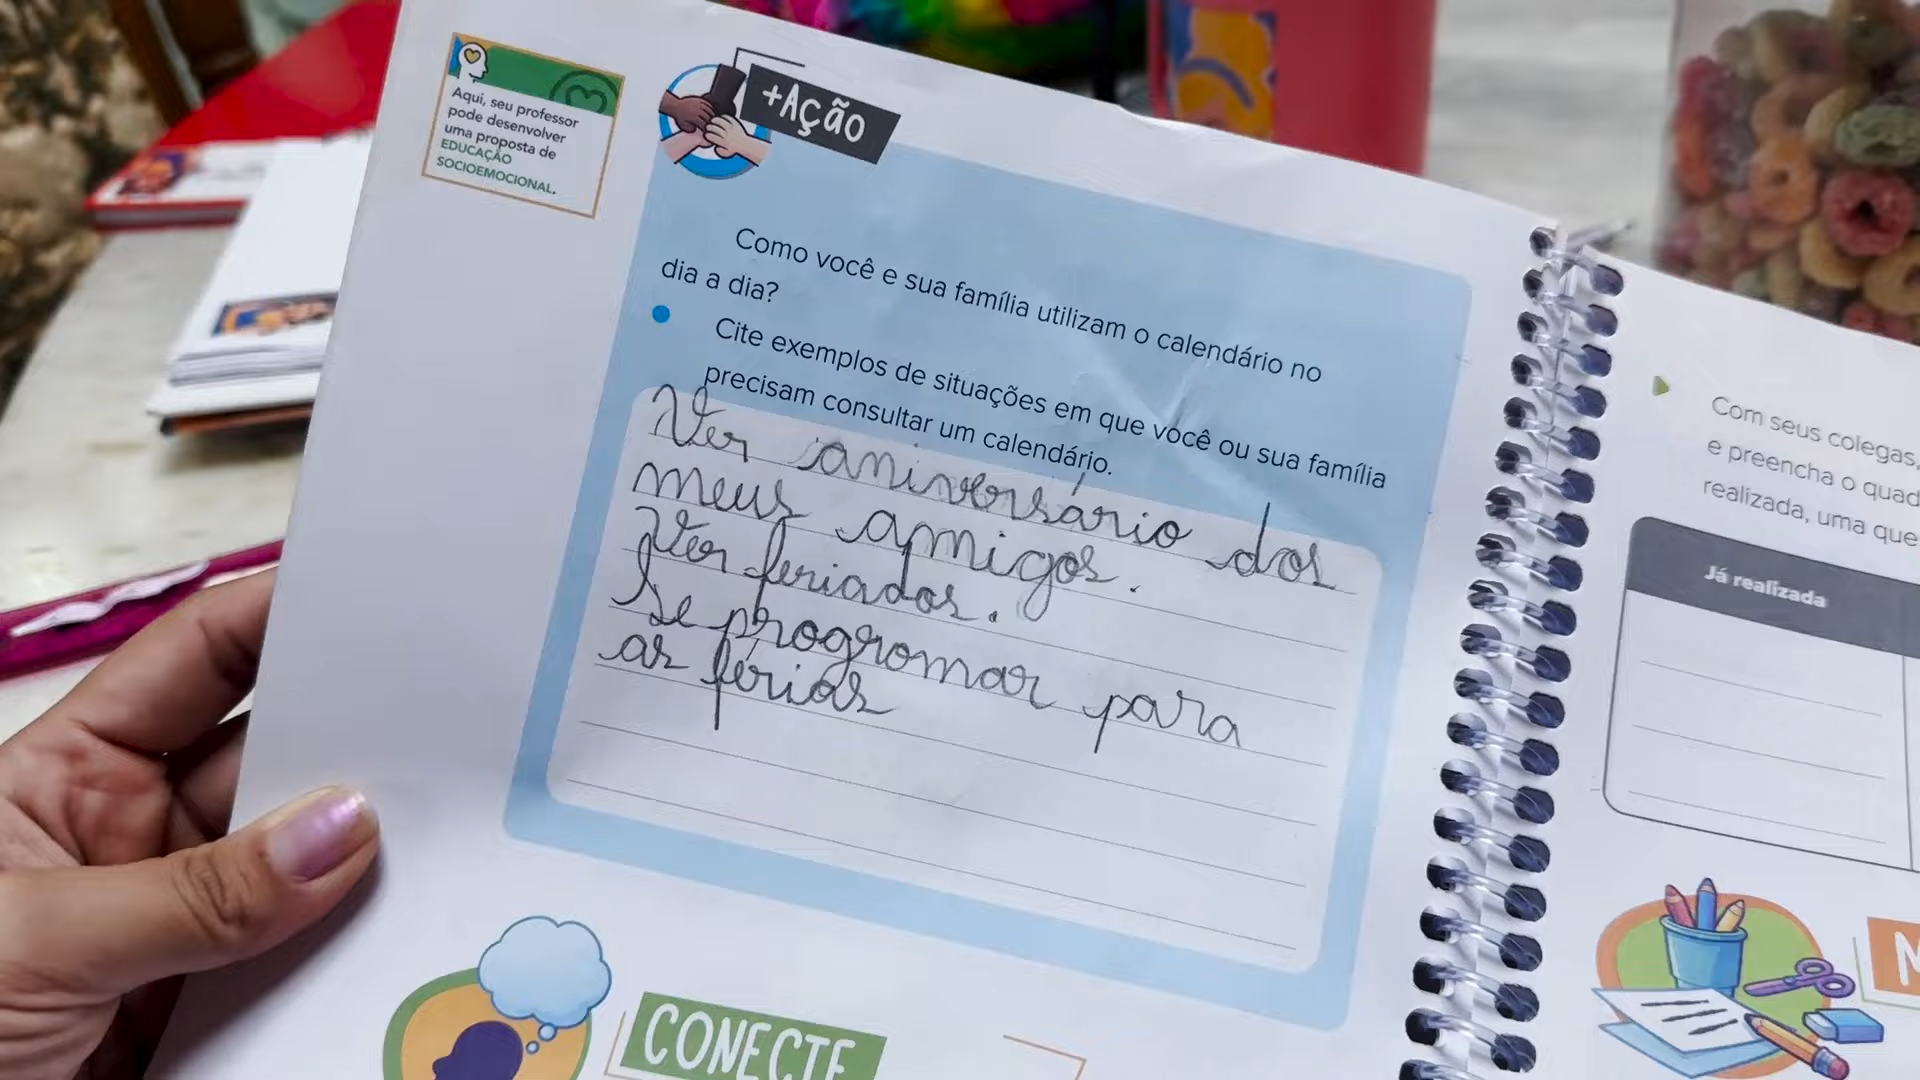 Aqui, seu professor
pode desenvolver
uma proposta de
EDUCAÇÃO
SOCIOEMOCIONAL.
+AÇÃO
Como você e sua família utilizam o calendário no
dia a dia?
Cite exemplos de situações em que você ou sua família
precisam consultar um calendário.
Ver aniversário dos
meus amigos.
Ver feriados.
Se programar para
as férias
CONECTE
Com seus colegas,
e preencha o quad
realizada, uma que
Já realizada
M